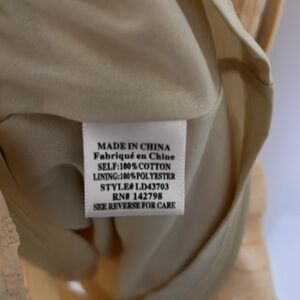 MADE IN CHINA
Fabriqué en Chine
SELF:100% COTTON
LINING:100% POLYESTER
STYLE# LD43703
RN# 142798
SEE REVERSE FOR CARE